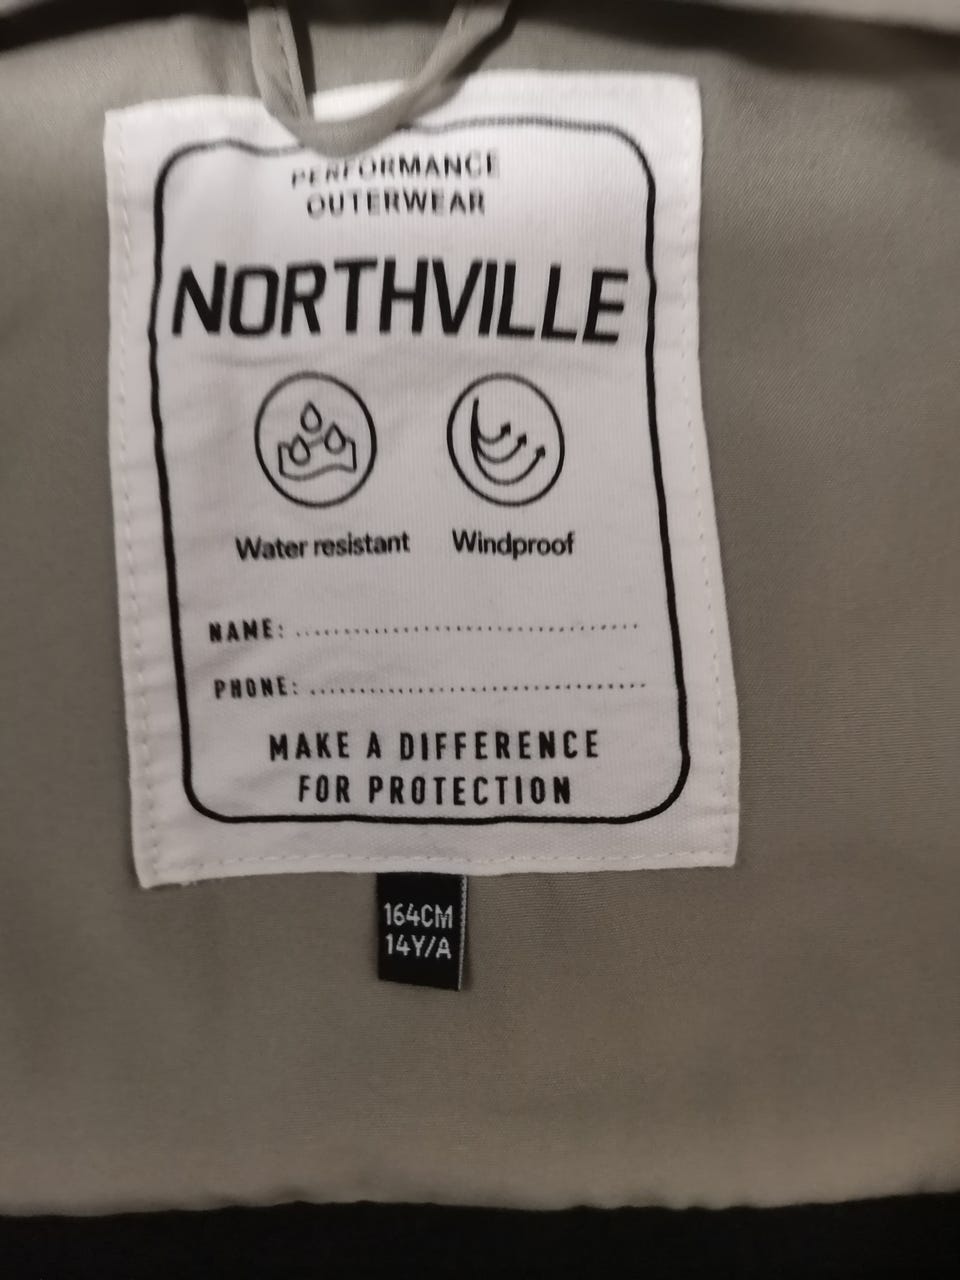 PERFORMANCE
OUTERWEAR
NORTHVILLE
Water resistant Windproof
NAME: ....................................
PHONE: ....................................
MAKE A DIFFERENCE
FOR PROTECTION
164CM
14Y/A